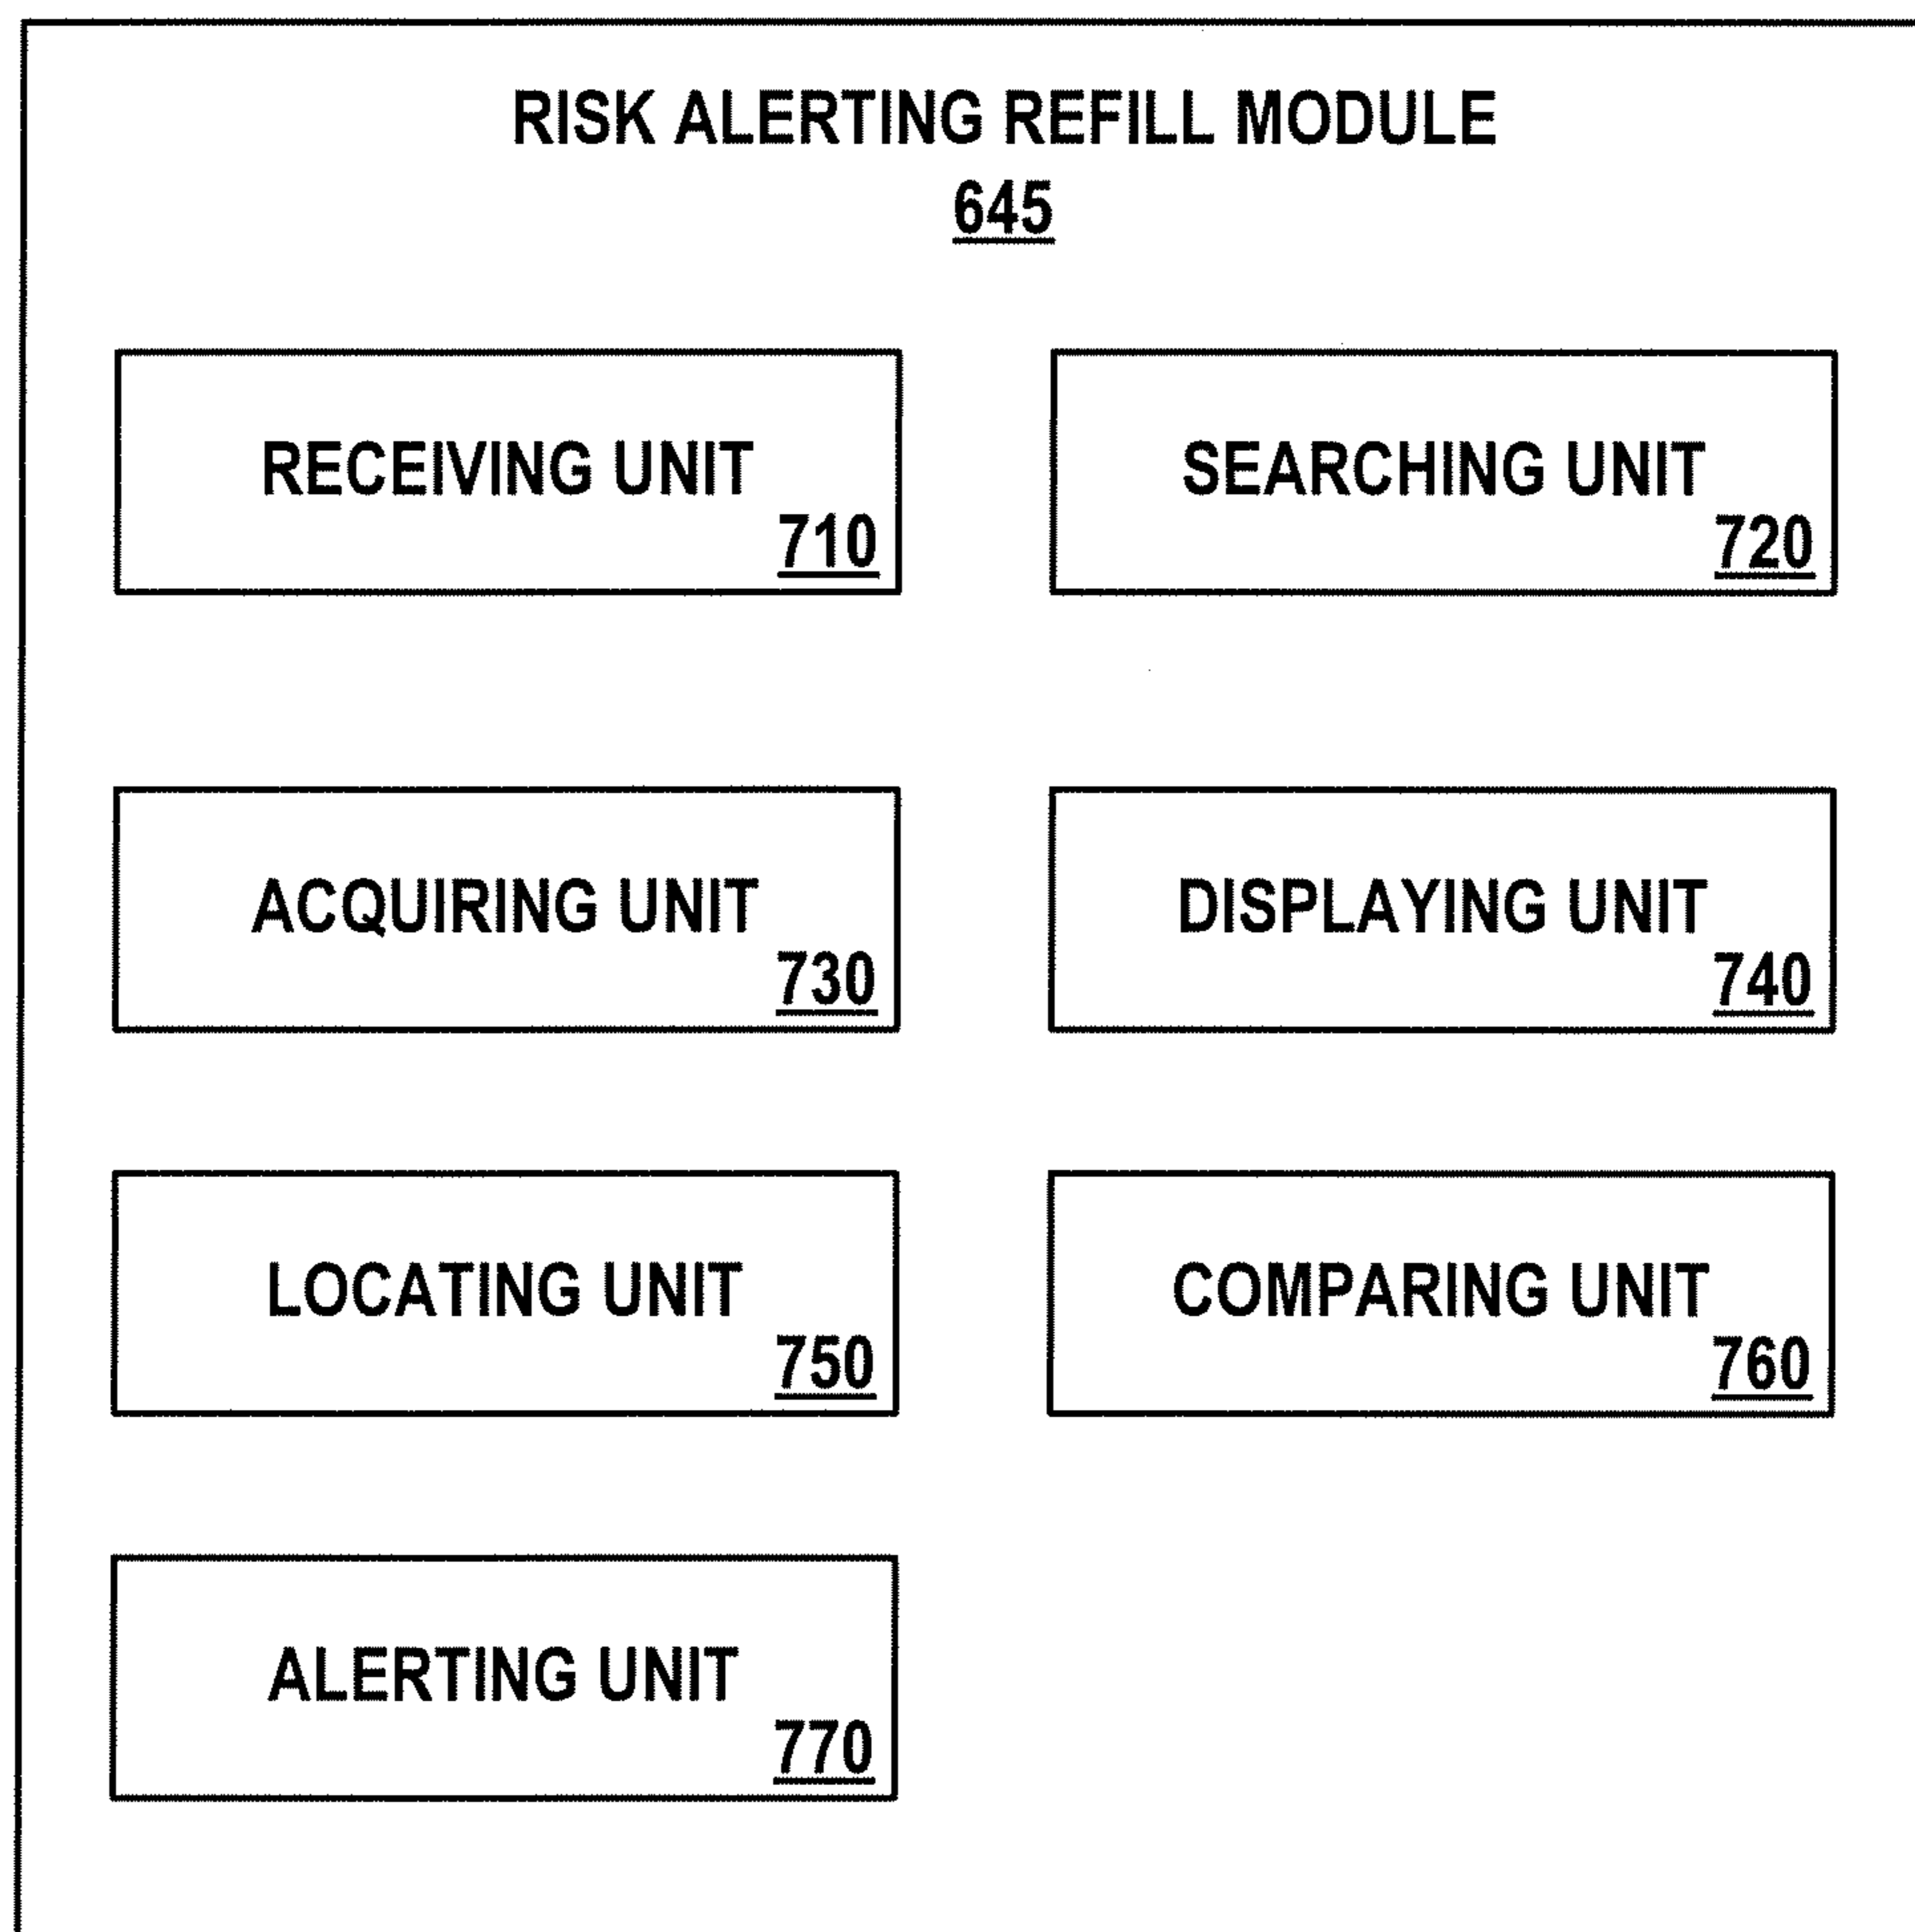 RISK ALERTING REFILL MODULE
645
RECEIVING UNIT
710
SEARCHING UNIT
720
ACQUIRING UNIT
730
DISPLAYING UNIT
740
LOCATING UNIT
750
COMPARING UNIT
760
ALERTING UNIT
770